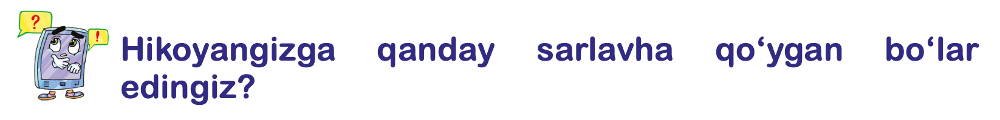 ?
!
Hikoyangizga qanday sarlavha qo‘ygan bo‘lar
edingiz?